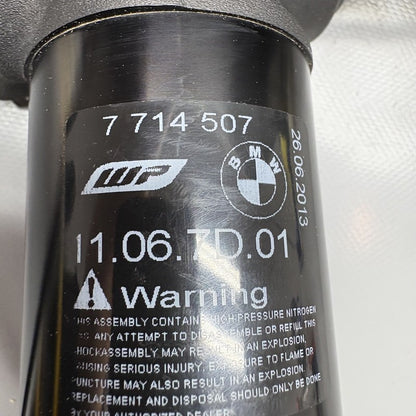 7 714 507
WP
BMW
26.06.2013
11.06.7D.01
Warning
THIS ASSEMBLY CONTAINS HIGH PRESSURE NITROGEN
ANY ATTEMPT TO DISASSEMBLE OR REFILL THIS
SHOCKASSEMBLY MAY RESULT IN AN EXPLOSION,
CAUSING SERIOUS INJURY. EXPOSURE TO FLAME OR
PUNCTURE MAY ALSO RESULT IN AN EXPLOSION.
REPLACEMENT AND DISPOSAL SHOULD ONLY BE DONE
BY YOUR AUTHORIZED DEALER